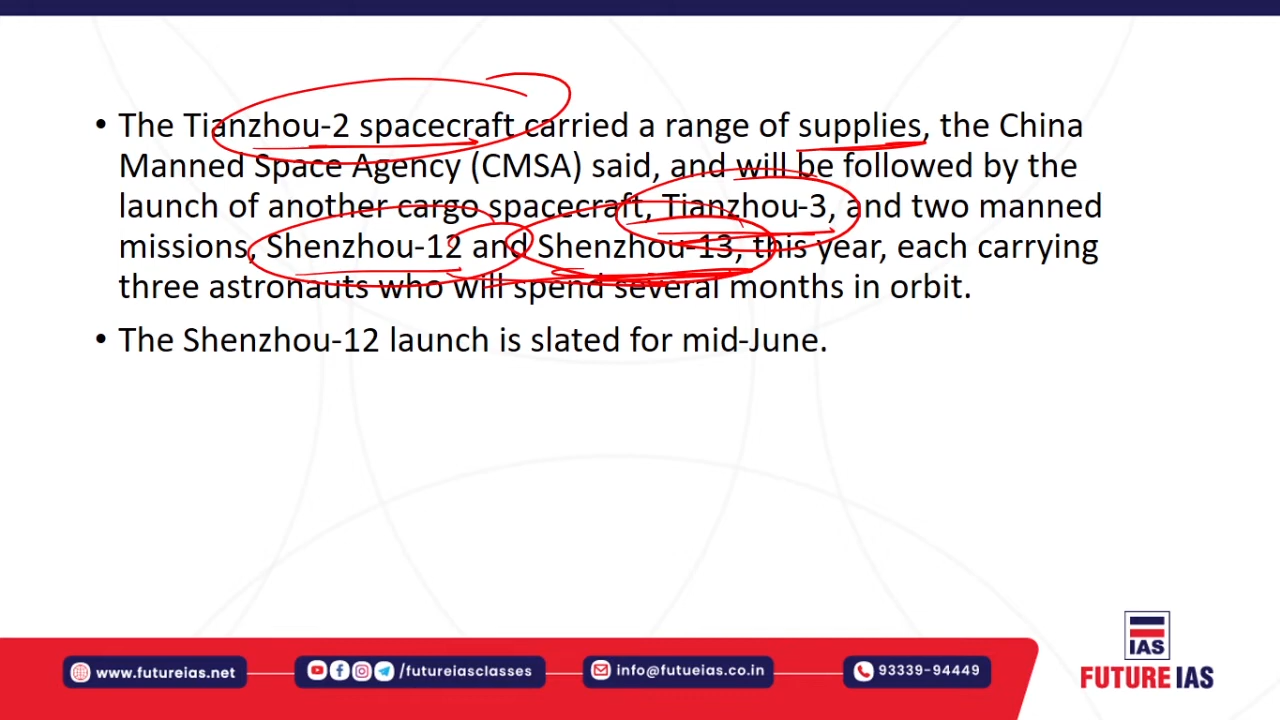 • The Tianzhou-2 spacecraft carried a range of supplies, the China
Manned Space Agency (CMSA) said, and will be followed by the
launch of another cargo spacecraft, Tianzhou-3, and two manned
missions, Shenzhou-12 and Shenzhou-13, this year, each carrying
three astronauts who will spend several months in orbit.
• The Shenzhou-12 launch is slated for mid-June.
IAS
www.futureias.net
/futureiasclasses
info@futueias.co.in
93339-94449
FUTURE IAS